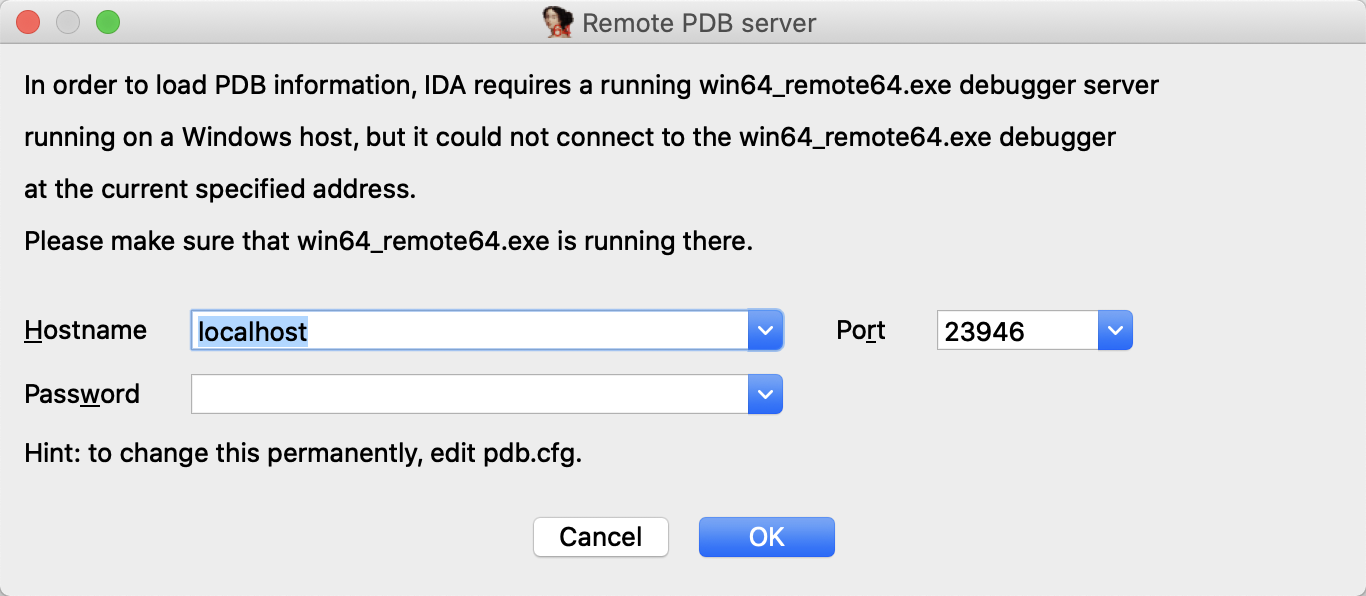 Remote PDB server
In order to load PDB information, IDA requires a running win64_remote64.exe debugger server
running on a Windows host, but it could not connect to the win64_remote64.exe debugger
at the current specified address.
Please make sure that win64_remote64.exe is running there.
Hostname localhost Port 23946
Password
Hint: to change this permanently, edit pdb.cfg.
Cancel OK